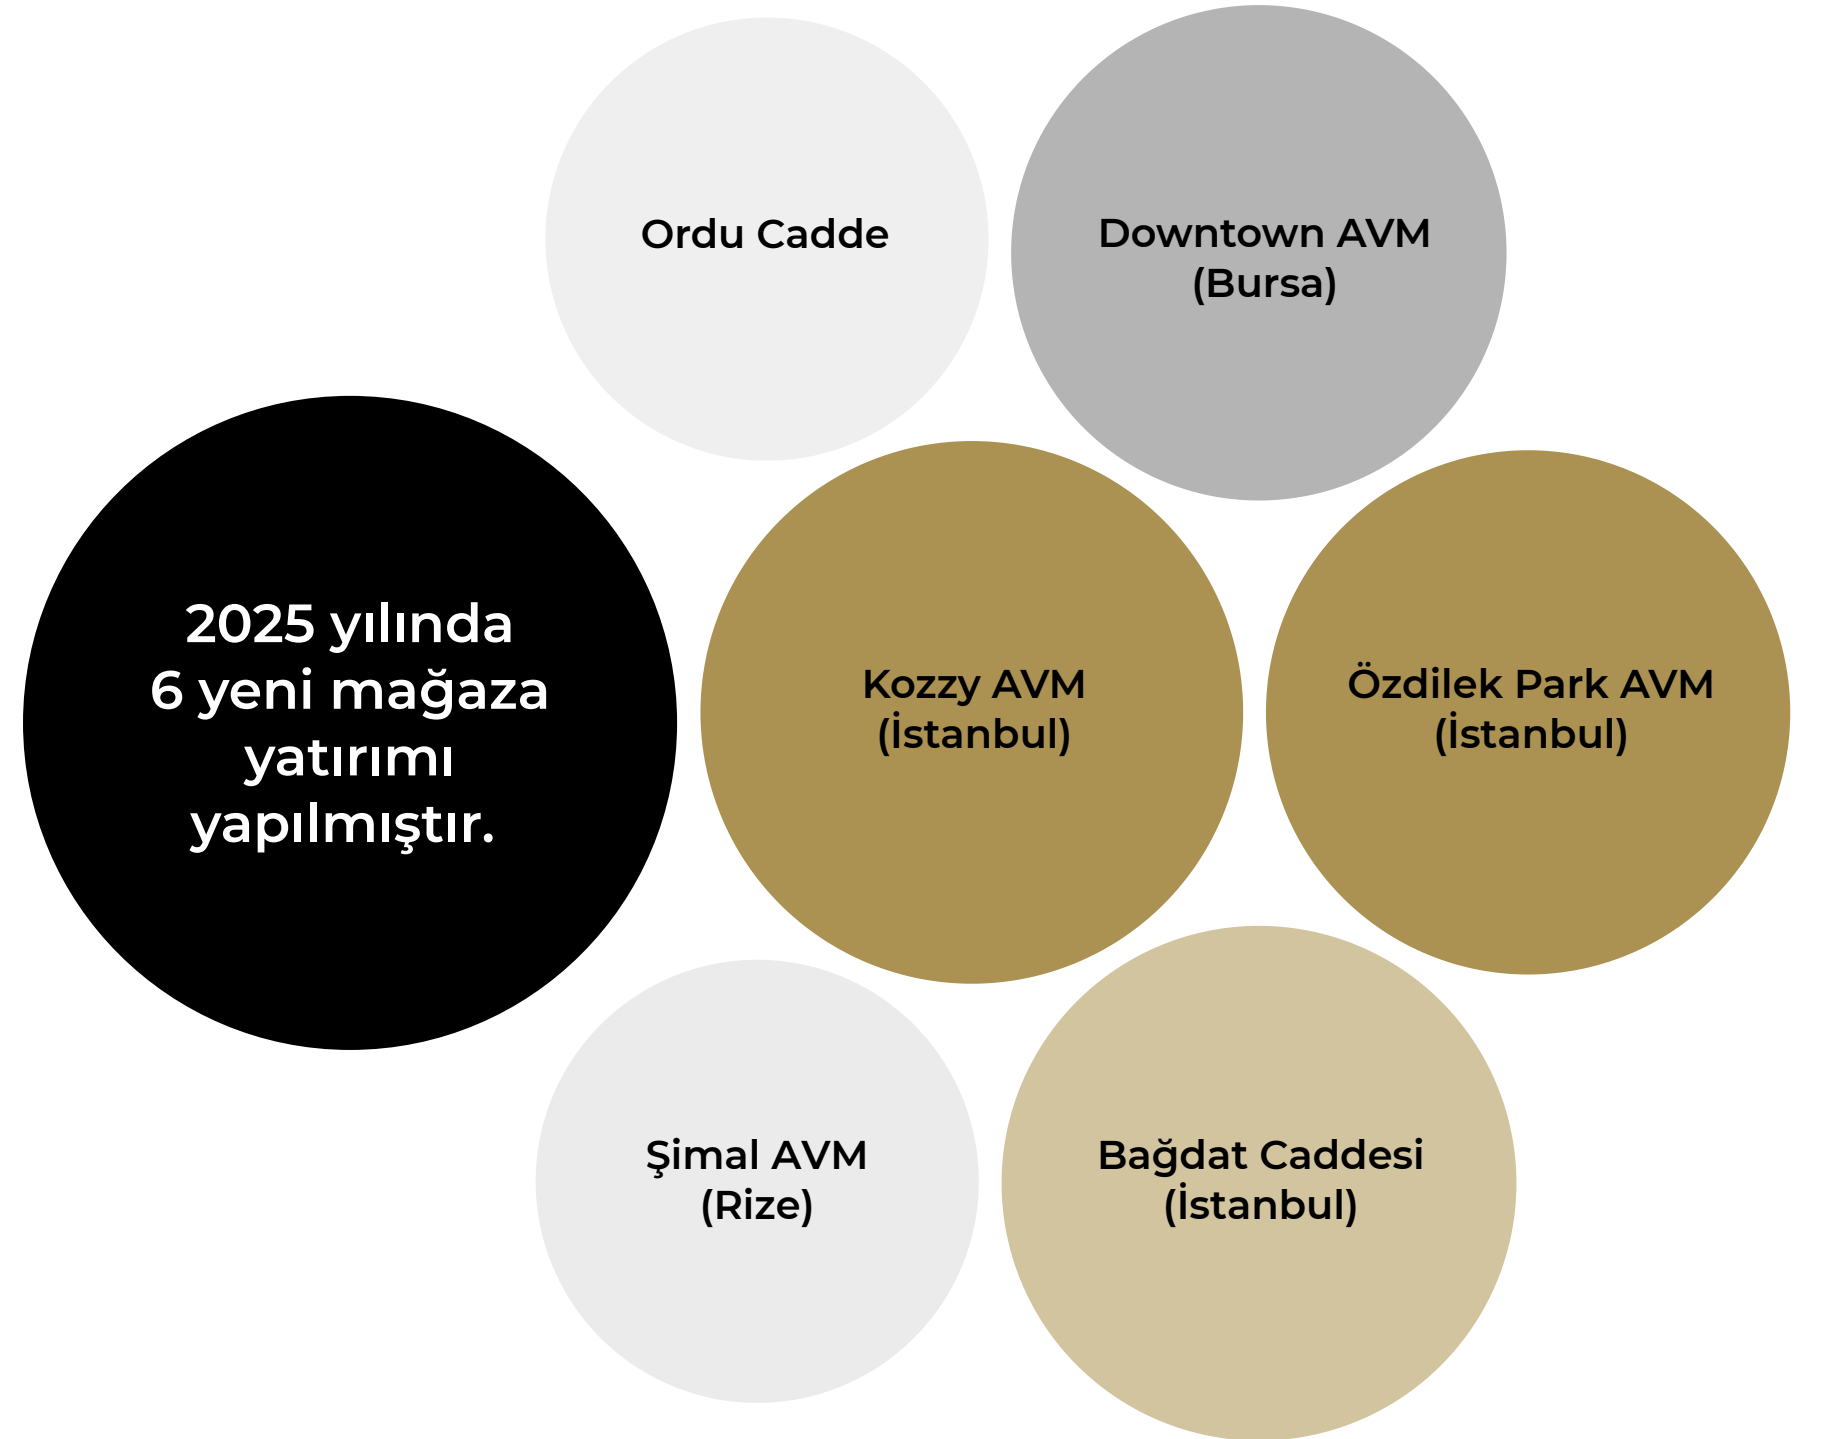 Ordu Cadde
Downtown AVM
(Bursa)
2025 yılında
6 yeni mağaza
yatırımı
yapılmıştır.
Kozzy AVM
(İstanbul)
Özdilek Park AVM
(İstanbul)
Şimal AVM
(Rize)
Bağdat Caddesi
(İstanbul)